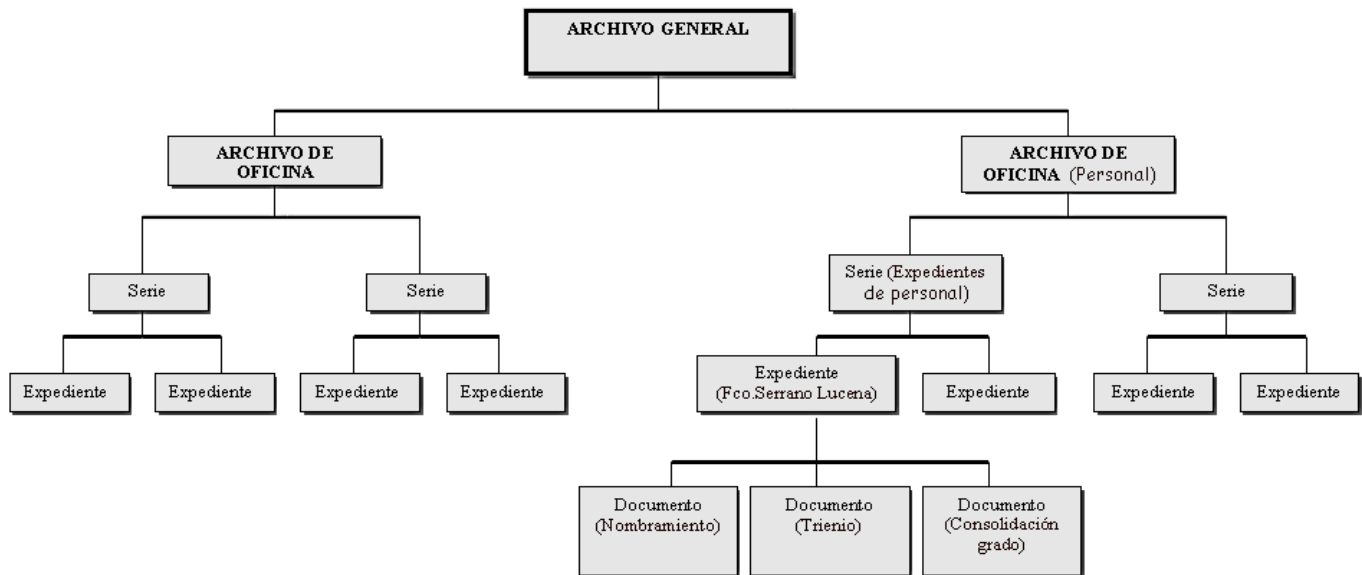 ARCHIVO GENERAL
ARCHIVO DE
OFICINA
ARCHIVO DE
OFICINA (Personal)
Serie
Serie
Serie (Expedientes
de personal)
Serie
Expediente
Expediente
Expediente
Expediente
Expediente
(Fco.Serrano Lucena)
Expediente
Expediente
Expediente
Documento
(Nombramiento)
Documento
(Trienio)
Documento
(Consolidación
grado)